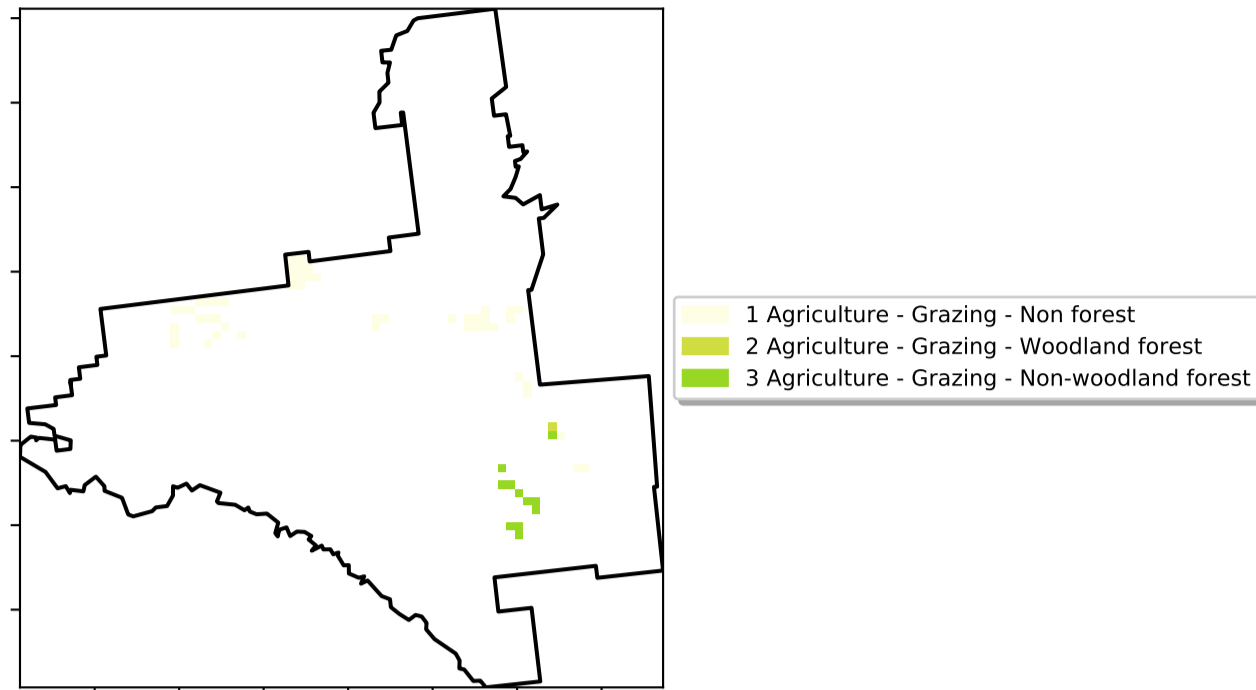 1 Agriculture - Grazing - Non forest
2 Agriculture - Grazing - Woodland forest
3 Agriculture - Grazing - Non-woodland forest